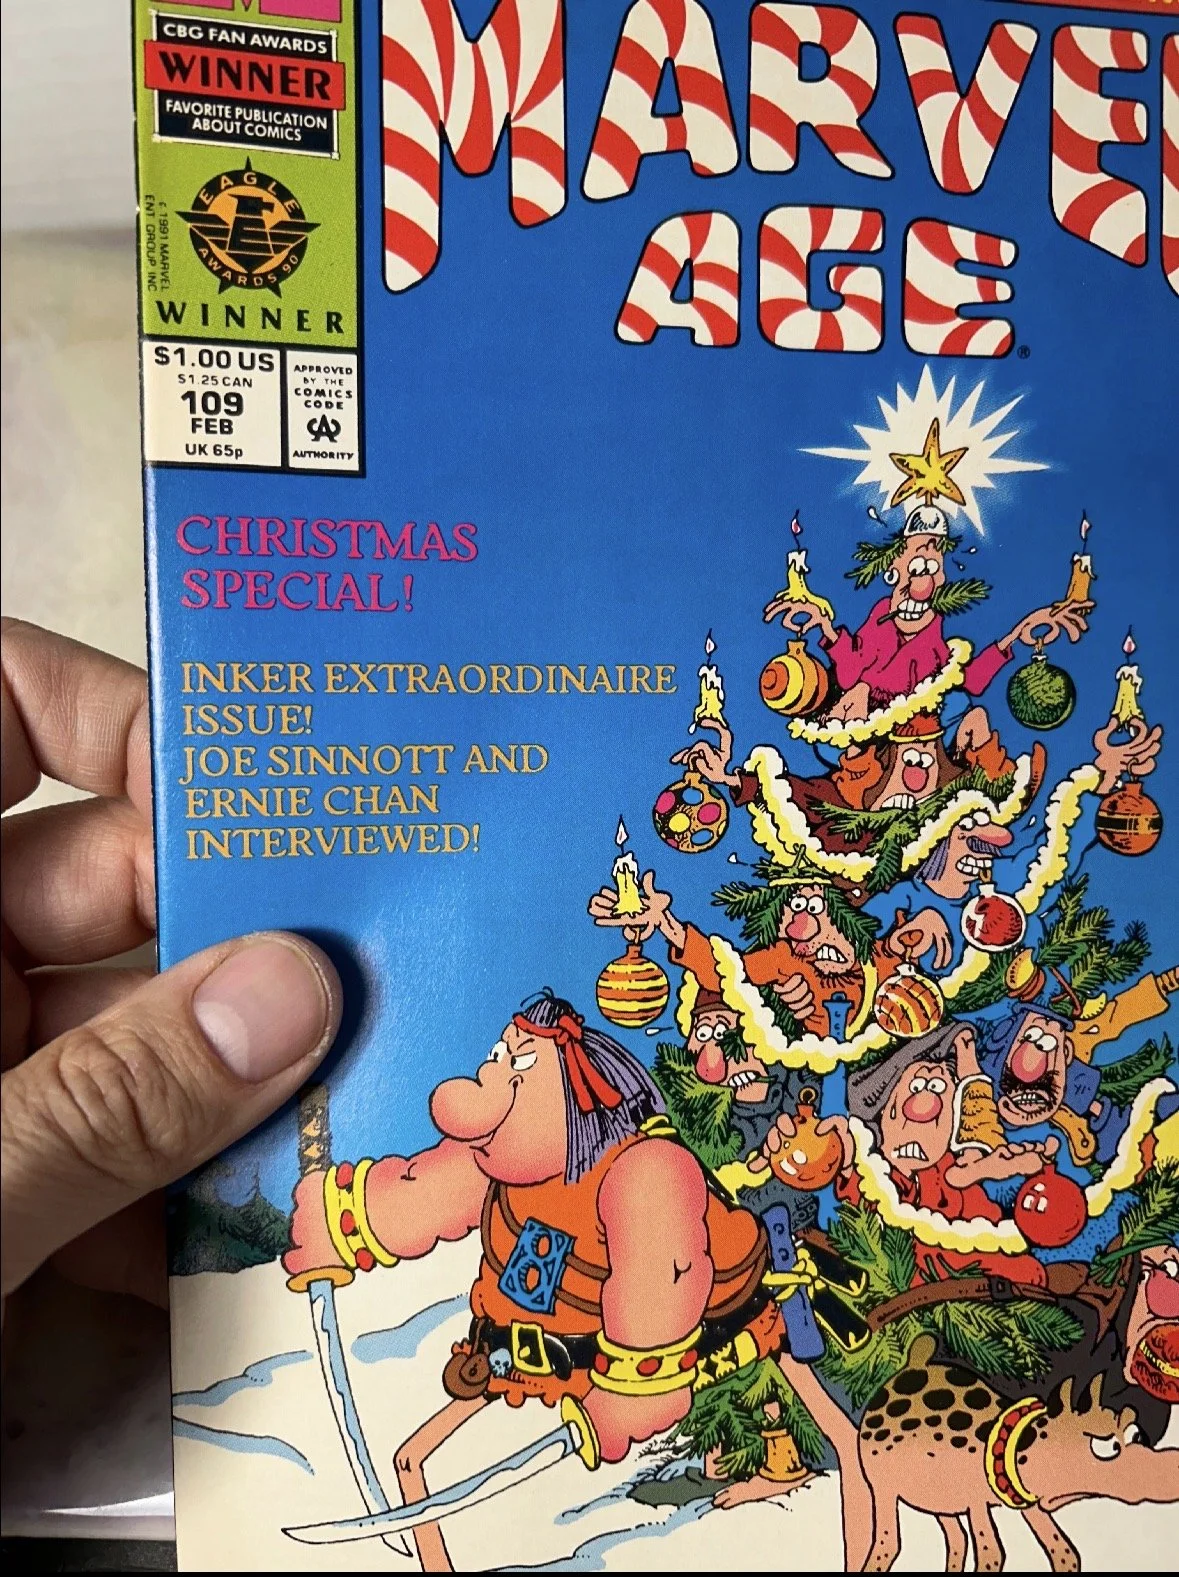 CBG FAN AWARDS
WINNER
FAVORITE PUBLICATION
ABOUT COMICS
EAGLE
E
AWARDS 90
© 1991 MARVEL
ENT GROUP INC
WINNER
$1.00 US
$1.25 CAN
109
FEB
UK 65p
APPROVED
BY THE
COMICS
CODE
CA
AUTHORITY
MARVEL
AGE®
CHRISTMAS
SPECIAL!
INKER EXTRAORDINAIRE
ISSUE!
JOE SINNOTT AND
ERNIE CHAN
INTERVIEWED!